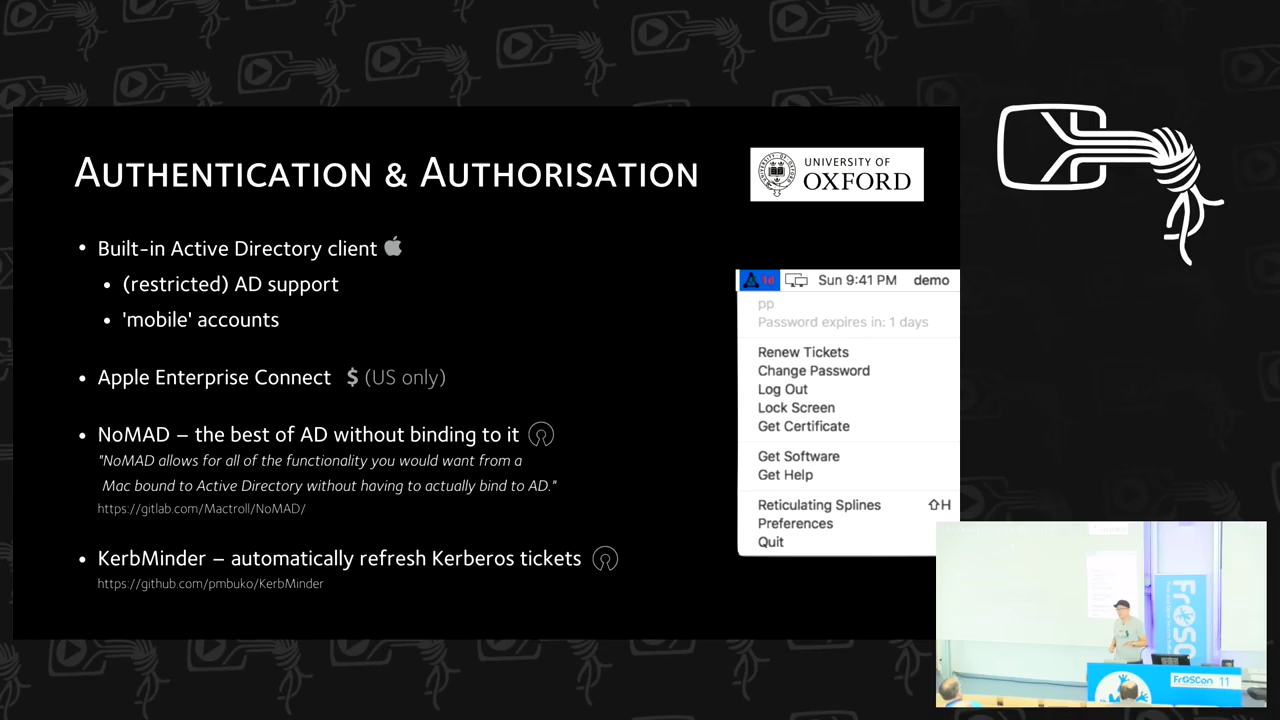 AUTHENTICATION & AUTHORISATION
UNIVERSITY OF
OXFORD
• Built-in Active Directory client
• (restricted) AD support
• 'mobile' accounts
• Apple Enterprise Connect $ (US only)
• NoMAD – the best of AD without binding to it
"NoMAD allows for all of the functionality you would want from a
Mac bound to Active Directory without having to actually bind to AD."
https://gitlab.com/Mactroll/NoMAD/
• KerbMinder – automatically refresh Kerberos tickets
https://github.com/pmbuko/KerbMinder
1d Sun 9:41 PM demo
pp
Password expires in: 1 days
Renew Tickets
Change Password
Log Out
Lock Screen
Get Certificate
Get Software
Get Help
Reticulating Splines ⇧H
Preferences
Quit
FrOSC
FrOSCon 11